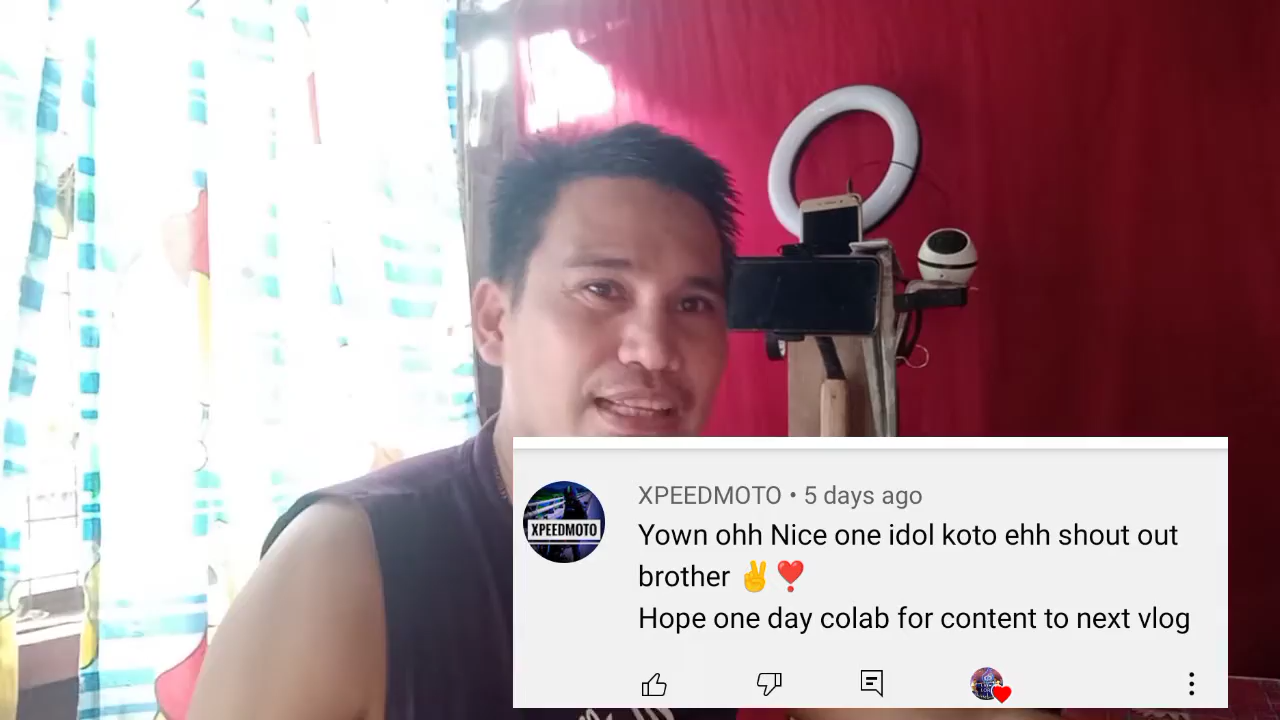 XPEEDMOTO • 5 days ago
XPEEDMOTO
Yown ohh Nice one idol koto ehh shout out
brother ✌️❣️
Hope one day colab for content to next vlog